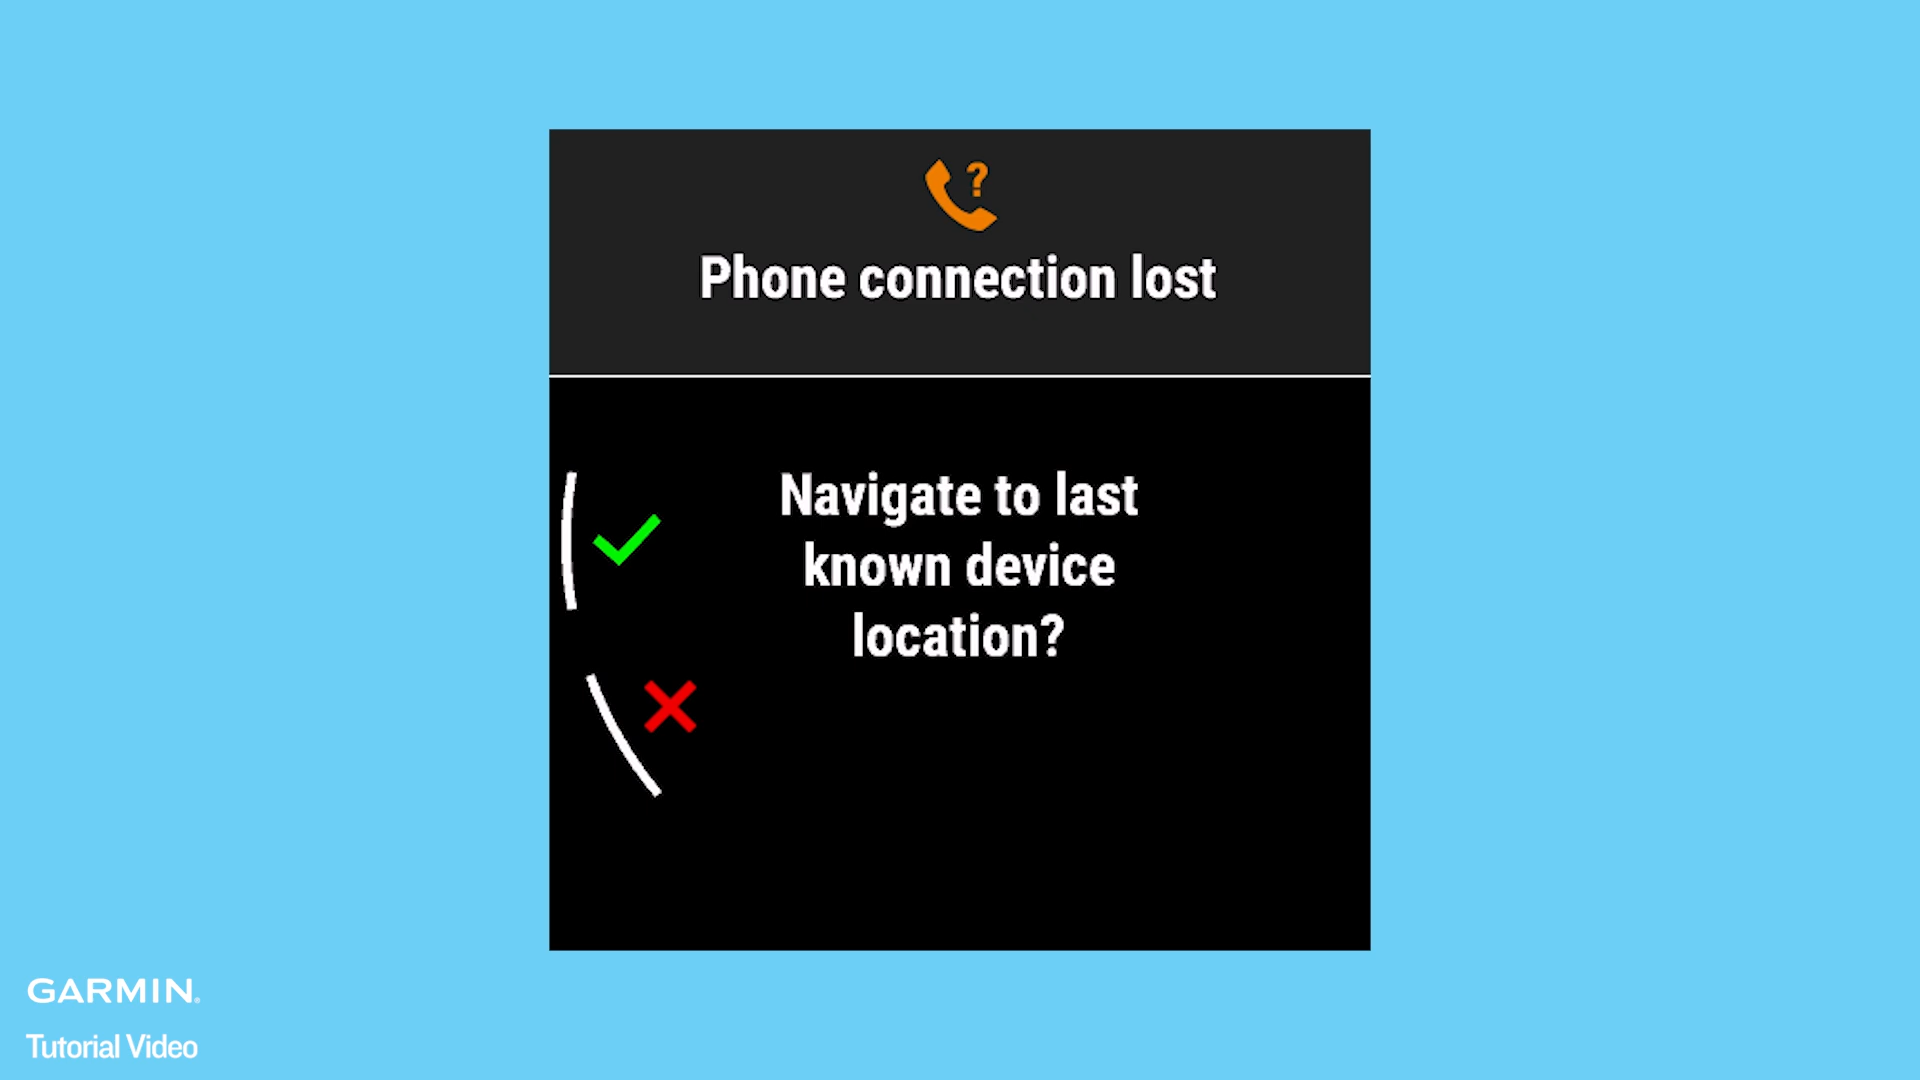 ?
Phone connection lost
Navigate to last
known device
location?
GARMIN.
Tutorial Video